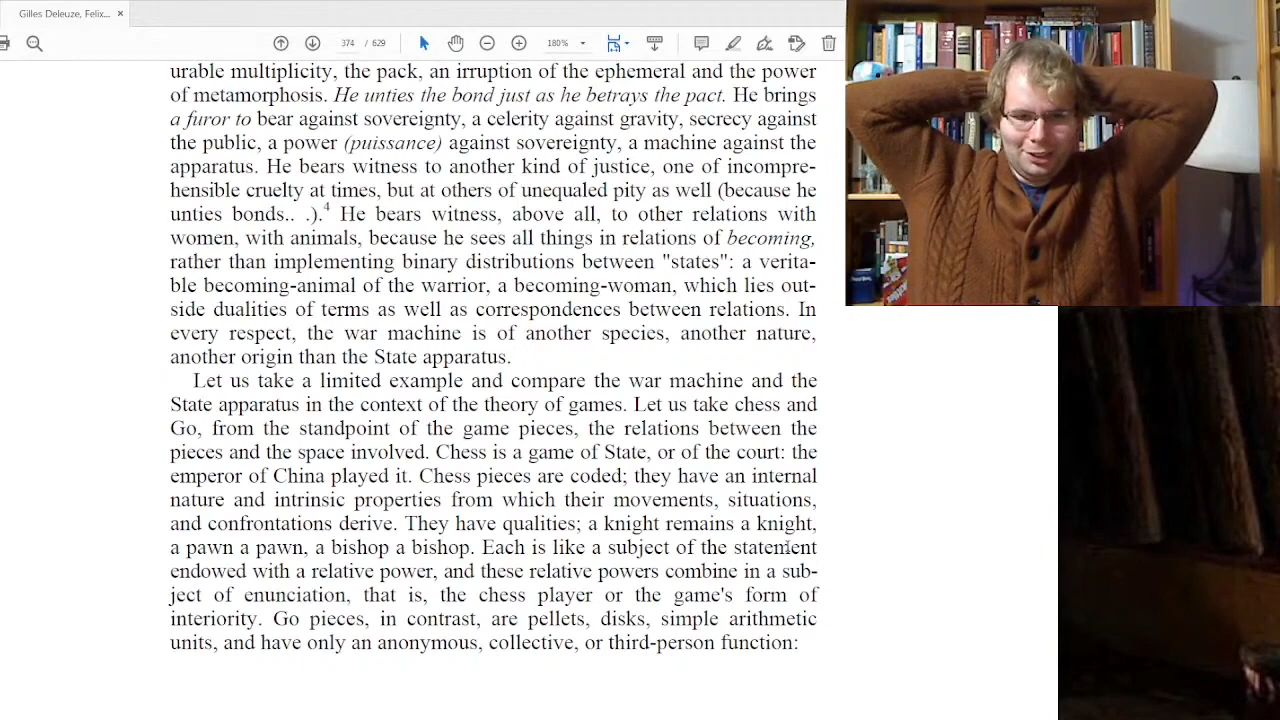 Gilles Deleuze, Felix...
374 / 629
180%
urable multiplicity, the pack, an irruption of the ephemeral and the power
of metamorphosis. He unties the bond just as he betrays the pact. He brings
a furor to bear against sovereignty, a celerity against gravity, secrecy against
the public, a power (puissance) against sovereignty, a machine against the
apparatus. He bears witness to another kind of justice, one of incompre-
hensible cruelty at times, but at others of unequaled pity as well (because he
unties bonds.. .).4 He bears witness, above all, to other relations with
women, with animals, because he sees all things in relations of becoming,
rather than implementing binary distributions between "states": a verita-
ble becoming-animal of the warrior, a becoming-woman, which lies out-
side dualities of terms as well as correspondences between relations. In
every respect, the war machine is of another species, another nature,
another origin than the State apparatus.
Let us take a limited example and compare the war machine and the
State apparatus in the context of the theory of games. Let us take chess and
Go, from the standpoint of the game pieces, the relations between the
pieces and the space involved. Chess is a game of State, or of the court: the
emperor of China played it. Chess pieces are coded; they have an internal
nature and intrinsic properties from which their movements, situations,
and confrontations derive. They have qualities; a knight remains a knight,
a pawn a pawn, a bishop a bishop. Each is like a subject of the statement
endowed with a relative power, and these relative powers combine in a sub-
ject of enunciation, that is, the chess player or the game's form of
interiority. Go pieces, in contrast, are pellets, disks, simple arithmetic
units, and have only an anonymous, collective, or third-person function: